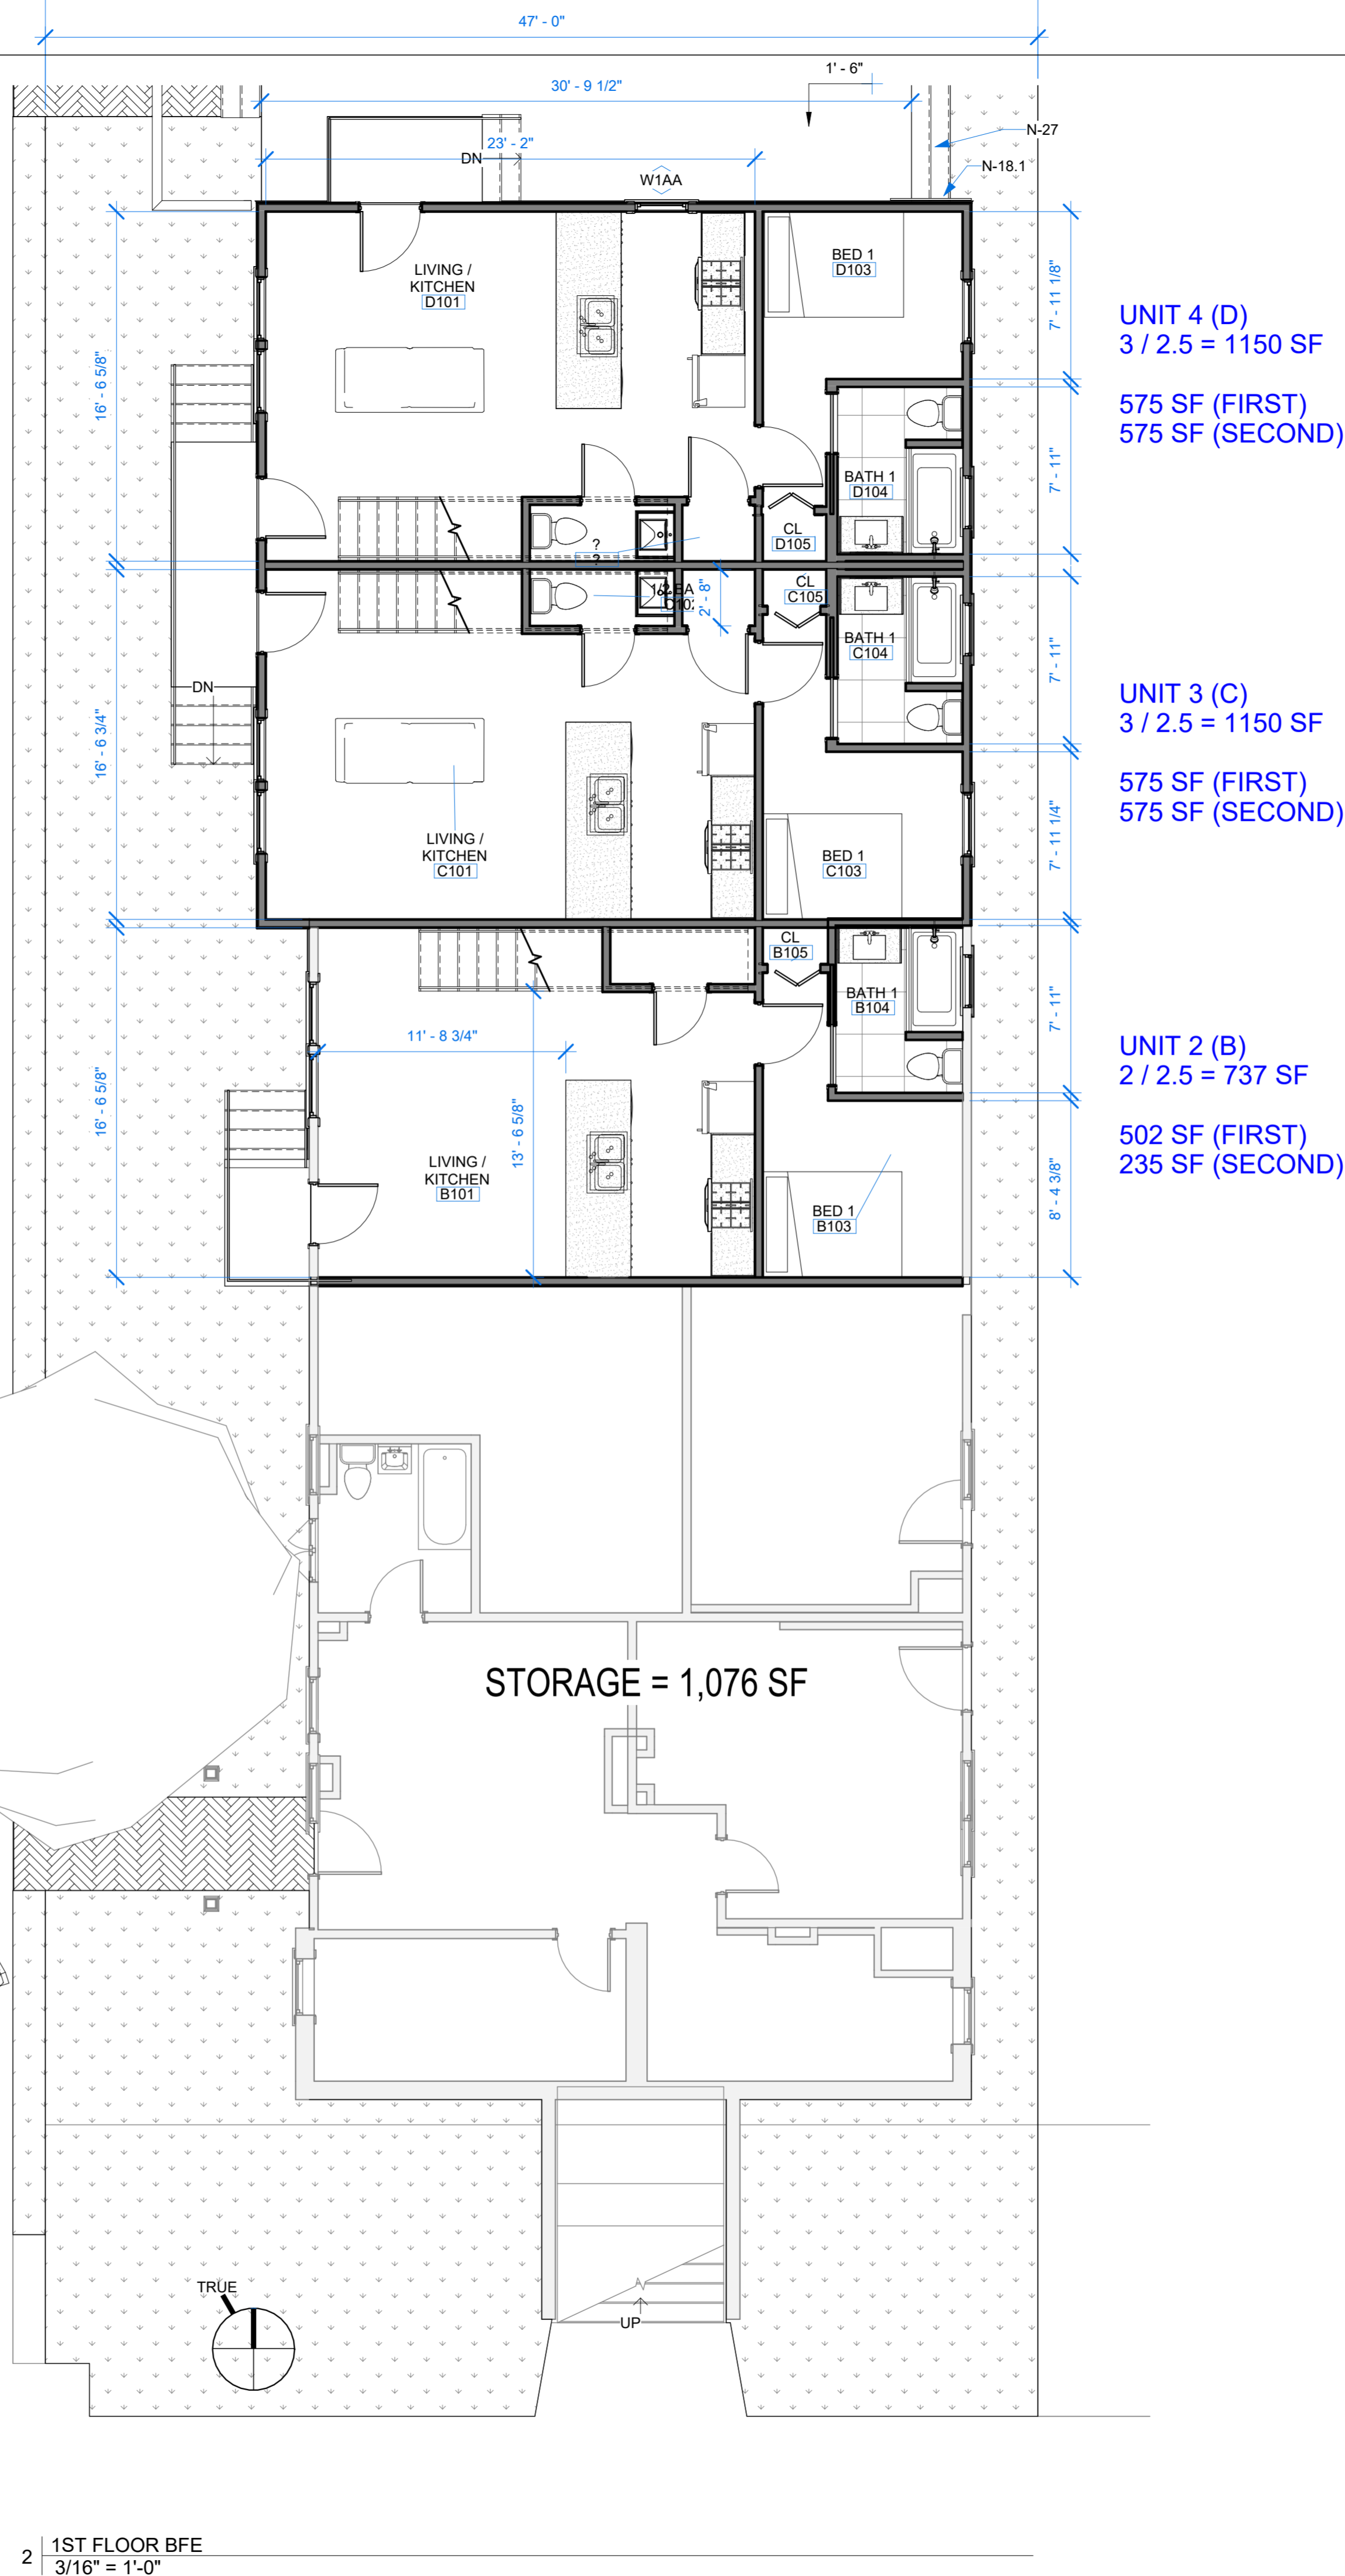 47' - 0"
1' - 6"
30' - 9 1/2"
N-27
23' - 2"
DN
N-18.1
W1AA
BED 1
D103
LIVING /
KITCHEN
D101
7' - 11 1/8"
UNIT 4 (D)
3 / 2.5 = 1150 SF
575 SF (FIRST)
575 SF (SECOND)
16' - 6 5/8"
BATH 1
D104
7' - 11"
CL
D105
?
?
CL
C105
2' - 8"
BATH 1
C104
7' - 11"
DN
UNIT 3 (C)
3 / 2.5 = 1150 SF
575 SF (FIRST)
575 SF (SECOND)
16' - 6 3/4"
LIVING /
KITCHEN
C101
BED 1
C103
7' - 11 1/4"
CL
B105
BATH 1
B104
7' - 11"
11' - 8 3/4"
UNIT 2 (B)
2 / 2.5 = 737 SF
502 SF (FIRST)
235 SF (SECOND)
16' - 6 5/8"
13' - 6 5/8"
LIVING /
KITCHEN
B101
BED 1
B103
8' - 4 3/8"
STORAGE = 1,076 SF
TRUE
UP
2
1ST FLOOR BFE
3/16" = 1'-0"